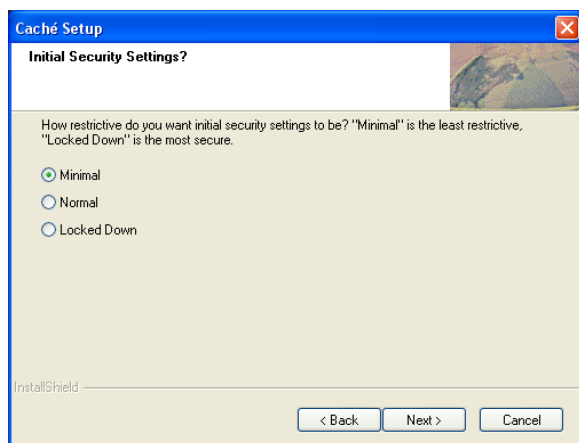 Caché Setup
Initial Security Settings?
How restrictive do you want initial security settings to be? "Minimal" is the least restrictive,
"Locked Down" is the most secure.
Minimal
Normal
Locked Down
InstallShield
< Back
Next >
Cancel